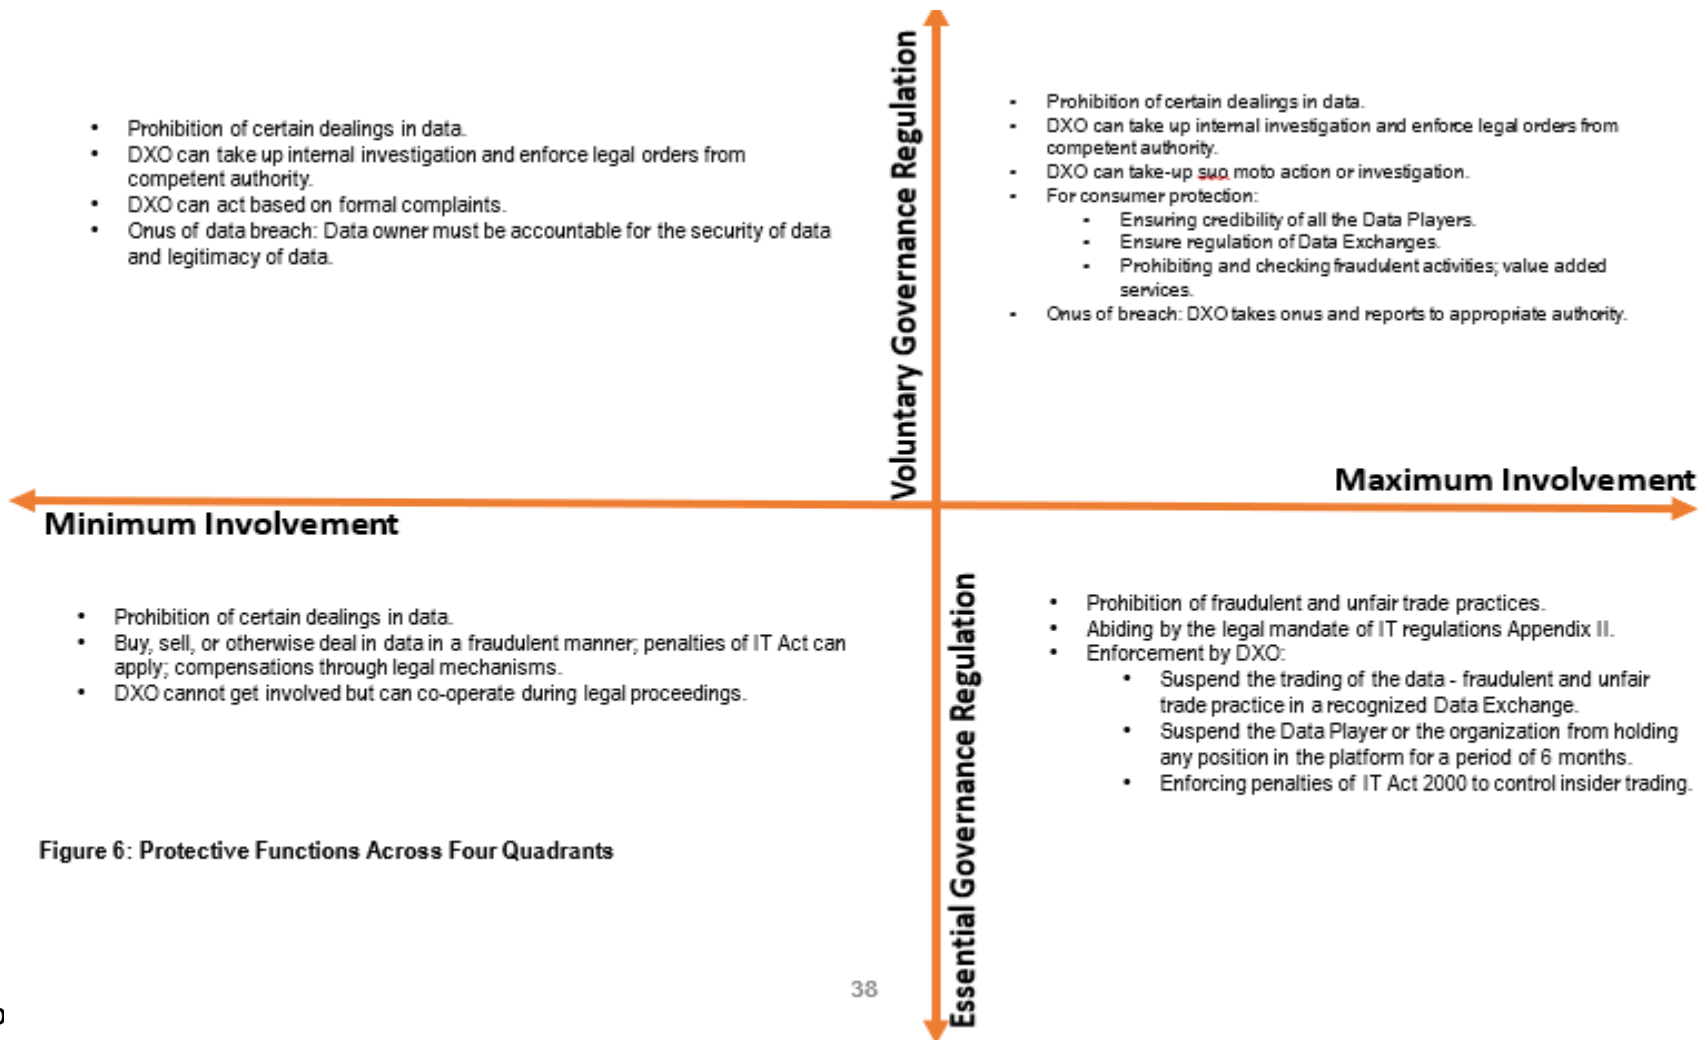 Voluntary Governance Regulation
• Prohibition of certain dealings in data.
• DXO can take up internal investigation and enforce legal orders from
competent authority.
• DXO can act based on formal complaints.
• Onus of data breach: Data owner must be accountable for the security of data
and legitimacy of data.
- Prohibition of certain dealings in data.
- DXO can take up internal investigation and enforce legal orders from
competent authority.
- DXO can take-up suo moto action or investigation.
- For consumer protection:
- Ensuring credibility of all the Data Players.
- Ensure regulation of Data Exchanges.
- Prohibiting and checking fraudulent activities; value added
services.
- Onus of breach: DXO takes onus and reports to appropriate authority.
Maximum Involvement
Minimum Involvement
• Prohibition of certain dealings in data.
• Buy, sell, or otherwise deal in data in a fraudulent manner; penalties of IT Act can
apply; compensations through legal mechanisms.
• DXO cannot get involved but can co-operate during legal proceedings.
Essential Governance Regulation
• Prohibition of fraudulent and unfair trade practices.
• Abiding by the legal mandate of IT regulations Appendix II.
• Enforcement by DXO:
• Suspend the trading of the data - fraudulent and unfair
trade practice in a recognized Data Exchange.
• Suspend the Data Player or the organization from holding
any position in the platform for a period of 6 months.
• Enforcing penalties of IT Act 2000 to control insider trading.
Figure 6: Protective Functions Across Four Quadrants
38